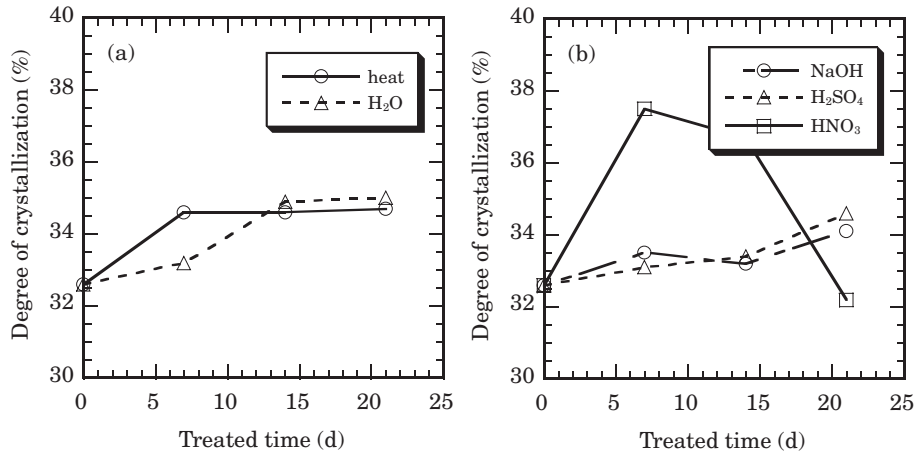 (a)
heat
H₂O
40
38
36
34
32
30
0 5 10 15 20 25
Degree of crystallization (%)
Treated time (d)
(b)
NaOH
H₂SO₄
HNO₃
40
38
36
34
32
30
0 5 10 15 20 25
Degree of crystallization (%)
Treated time (d)